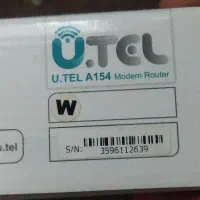 U.TEL
U.TEL A154 Modem Router
W
u.tel
S/N:
3596112639